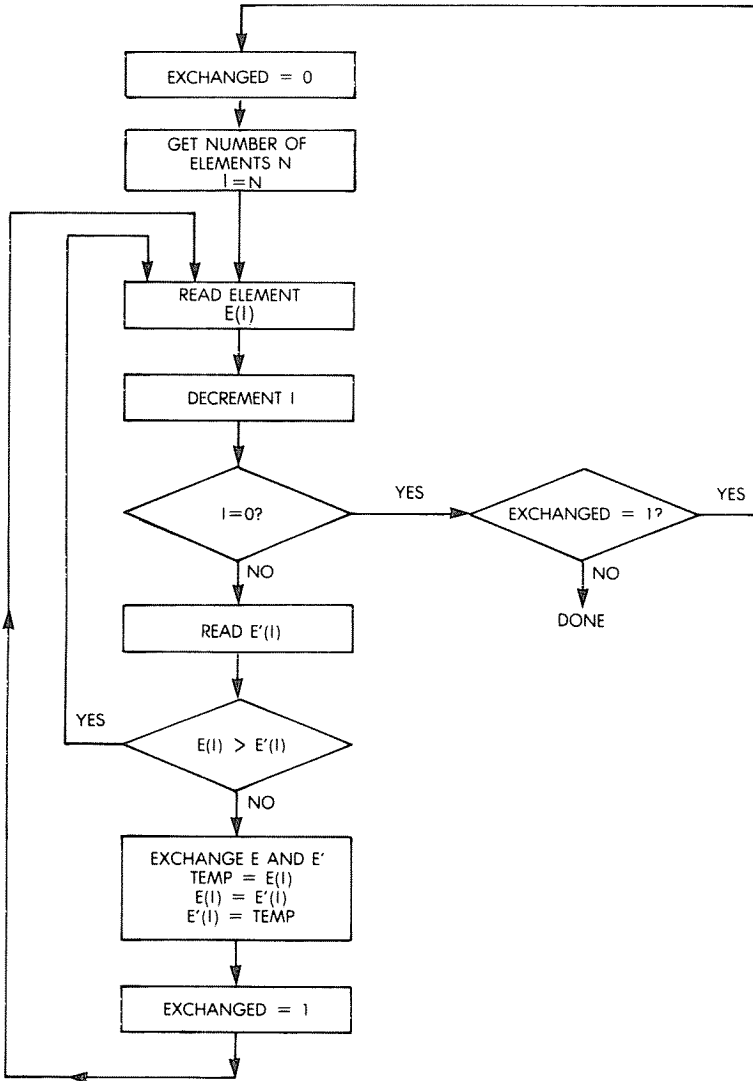 EXCHANGED = 0
GET NUMBER OF
ELEMENTS N
I=N
READ ELEMENT
E(I)
DECREMENT I
I=0?
YES
EXCHANGED = 1?
YES
NO
NO
DONE
READ E'(I)
YES
E(I) > E'(I)
NO
EXCHANGE E AND E'
TEMP = E(I)
E(I) = E'(I)
E'(I) = TEMP
EXCHANGED = 1